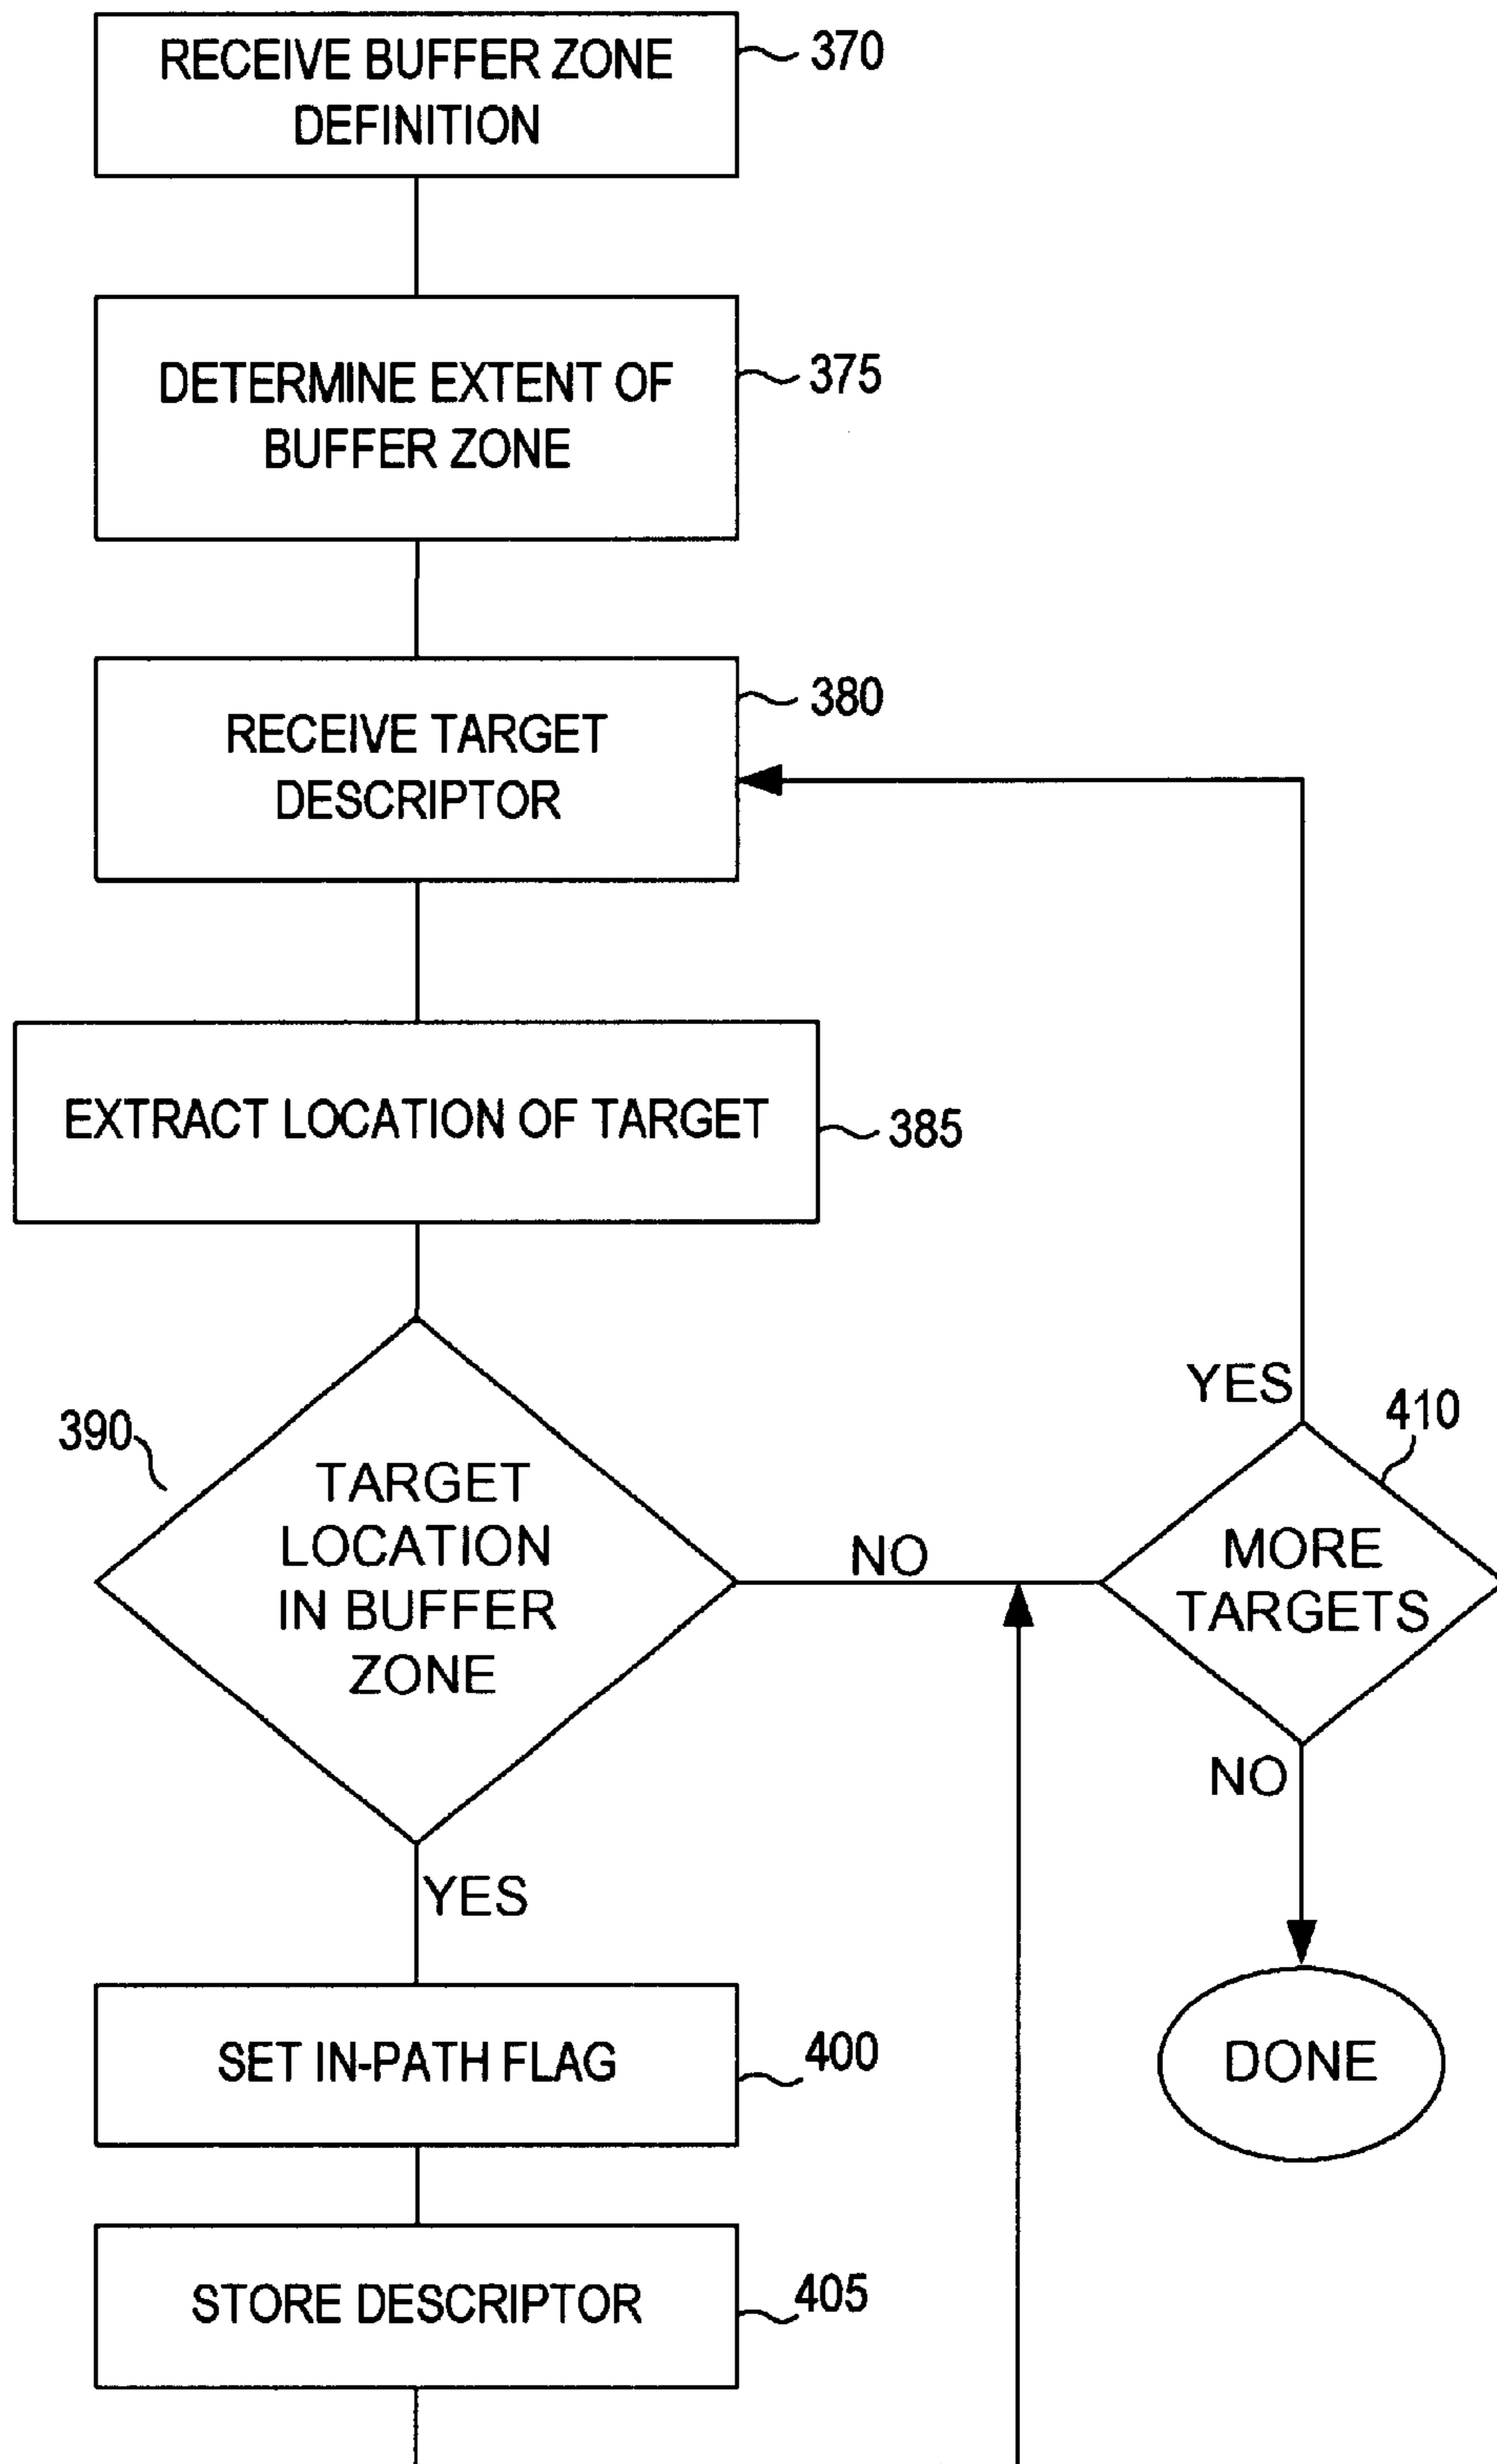 RECEIVE BUFFER ZONE
DEFINITION
370
DETERMINE EXTENT OF
BUFFER ZONE
375
RECEIVE TARGET
DESCRIPTOR
380
EXTRACT LOCATION OF TARGET
385
390
TARGET
LOCATION
IN BUFFER
ZONE
NO
YES
410
MORE
TARGETS
NO
YES
SET IN-PATH FLAG
400
DONE
STORE DESCRIPTOR
405